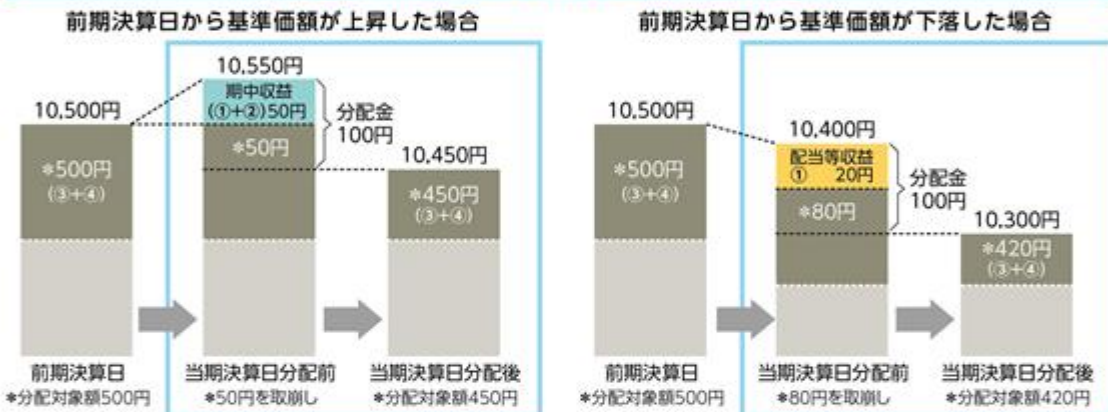 前期決算日から基準価額が上昇した場合
10,550円
期中収益
(①+②)50円
10,500円
分配金
100円
*50円
10,450円
*500円
(③+④)
*450円
(③+④)
前期決算日
*分配対象額500円
当期決算日分配前
*50円を取崩し
当期決算日分配後
*分配対象額450円
前期決算日から基準価額が下落した場合
10,500円
10,400円
配当等収益
① 20円
分配金
100円
*500円
(③+④)
*80円
10,300円
*420円
(③+④)
前期決算日
*分配対象額500円
当期決算日分配前
*80円を取崩し
当期決算日分配後
*分配対象額420円